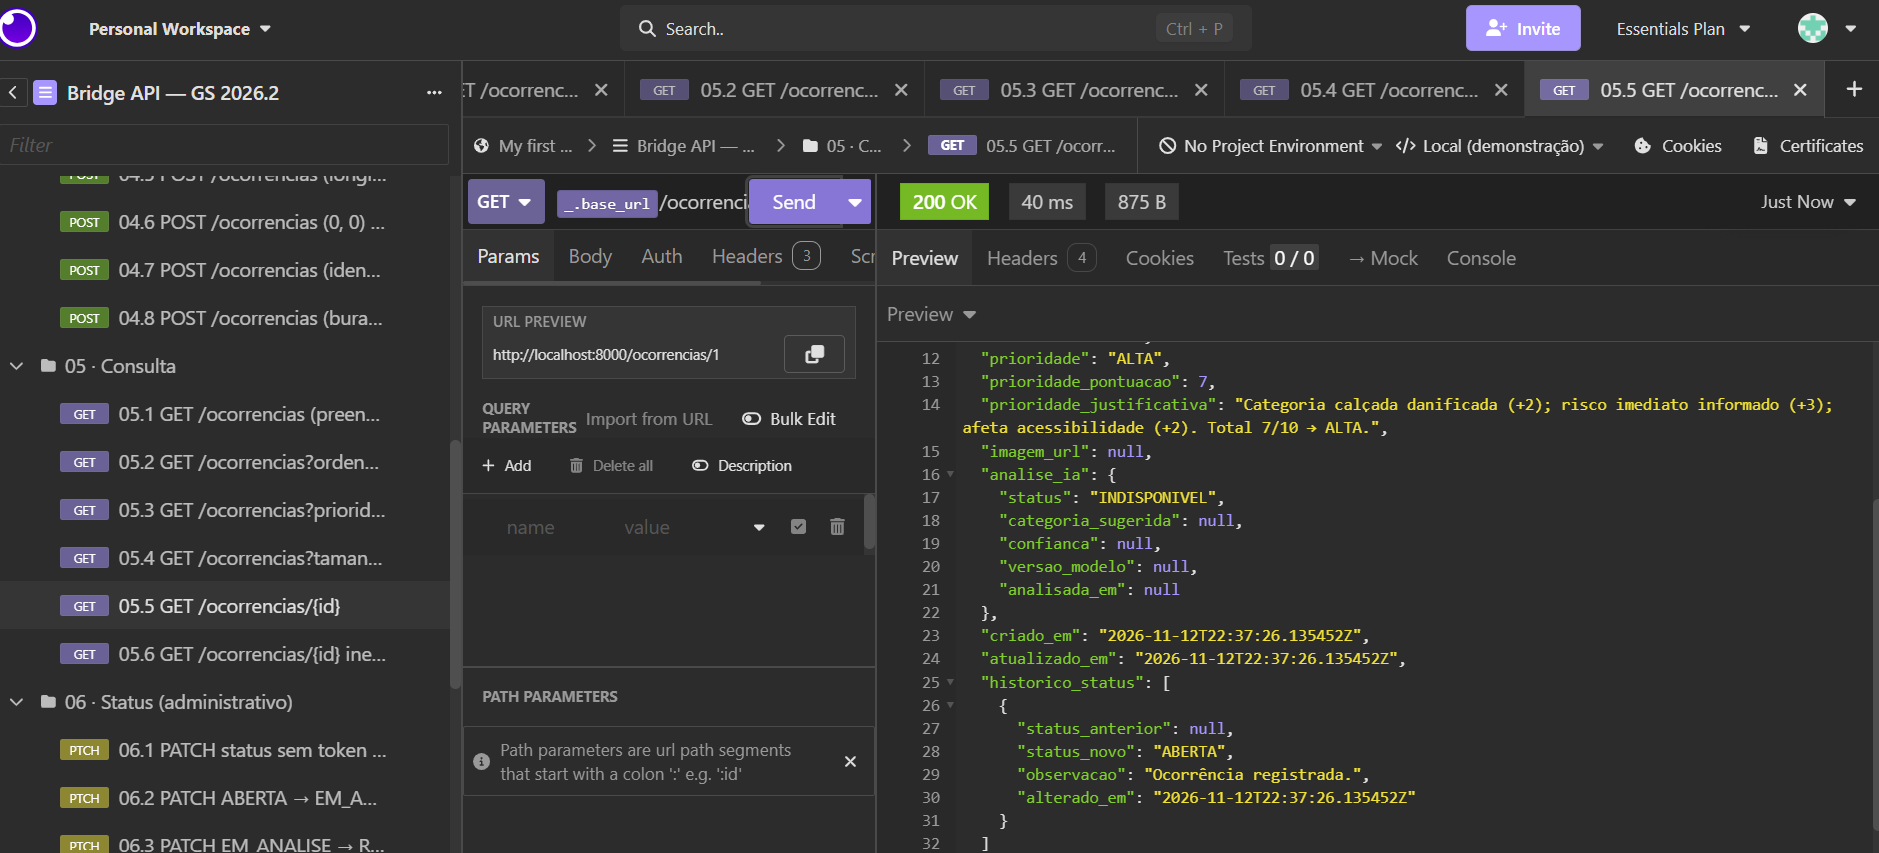 Personal Workspace
Search..
Ctrl + P
Invite
Essentials Plan
Bridge API — GS 2026.2
Filter
POST 04.5 POST /ocorrencias (longi...
POST 04.6 POST /ocorrencias (0, 0) ...
POST 04.7 POST /ocorrencias (iden...
POST 04.8 POST /ocorrencias (bura...
05 · Consulta
GET 05.1 GET /ocorrencias (preen...
GET 05.2 GET /ocorrencias?orden...
GET 05.3 GET /ocorrencias?priorid...
GET 05.4 GET /ocorrencias?taman...
GET 05.5 GET /ocorrencias/{id}
GET 05.6 GET /ocorrencias/{id} ine...
06 · Status (administrativo)
PTCH 06.1 PATCH status sem token ...
PTCH 06.2 PATCH ABERTA → EM_A...
PTCH 06.3 PATCH EM_ANALISE → R...
ET /ocorrenc...
GET 05.2 GET /ocorrenc...
GET 05.3 GET /ocorrenc...
GET 05.4 GET /ocorrenc...
GET 05.5 GET /ocorrenc...
My first ...
Bridge API — ...
05 · C...
GET 05.5 GET /ocorr...
No Project Environment
Local (demonstração)
Cookies
Certificates
GET
_.base_url /ocorrenci
Send
Params
Body
Auth
Headers 3
Scr
URL PREVIEW
http://localhost:8000/ocorrencias/1
QUERY PARAMETERS
Import from URL
Bulk Edit
Add
Delete all
Description
name
value
PATH PARAMETERS
Path parameters are url path segments
that start with a colon ':' e.g. ':id'
200 OK
40 ms
875 B
Just Now
Preview
Headers 4
Cookies
Tests 0 / 0
→ Mock
Console
Preview
12 "prioridade": "ALTA",
13 "prioridade_pontuacao": 7,
14 "prioridade_justificativa": "Categoria calçada danificada (+2); risco imediato informado (+3);
afeta acessibilidade (+2). Total 7/10 → ALTA.",
15 "imagem_url": null,
16 "analise_ia": {
17 "status": "INDISPONIVEL",
18 "categoria_sugerida": null,
19 "confianca": null,
20 "versao_modelo": null,
21 "analisada_em": null
22 },
23 "criado_em": "2026-11-12T22:37:26.135452Z",
24 "atualizado_em": "2026-11-12T22:37:26.135452Z",
25 "historico_status": [
26 {
27 "status_anterior": null,
28 "status_novo": "ABERTA",
29 "observacao": "Ocorrência registrada.",
30 "alterado_em": "2026-11-12T22:37:26.135452Z"
31 }
32 ]